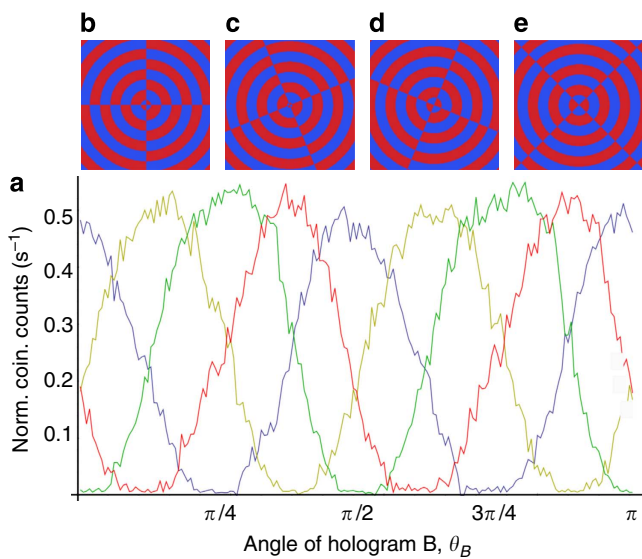 b c d e
a
Norm. coin. counts (s⁻¹)
0.5
0.4
0.3
0.2
0.1
π/4 π/2 3π/4 π
Angle of hologram B, θ_B